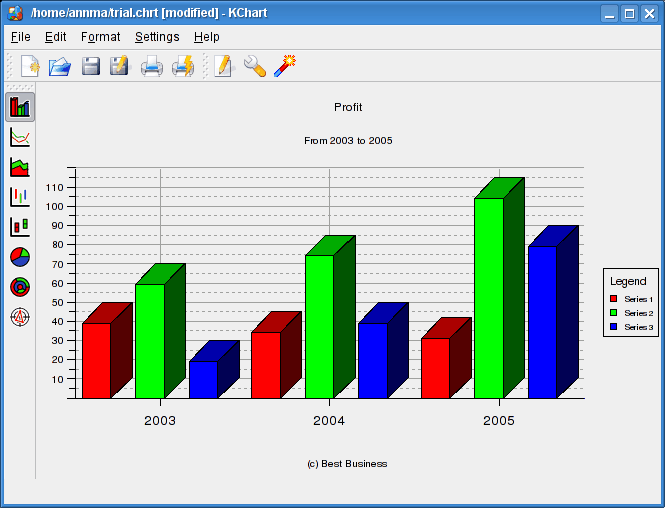 /home/annma/trial.chrt [modified] - KChart
File Edit Format Settings Help
Profit
From 2003 to 2005
110
100
90
80
70
60
50
40
30
20
10
2003 2004 2005
Legend
Series 1
Series 2
Series 3
(c) Best Business